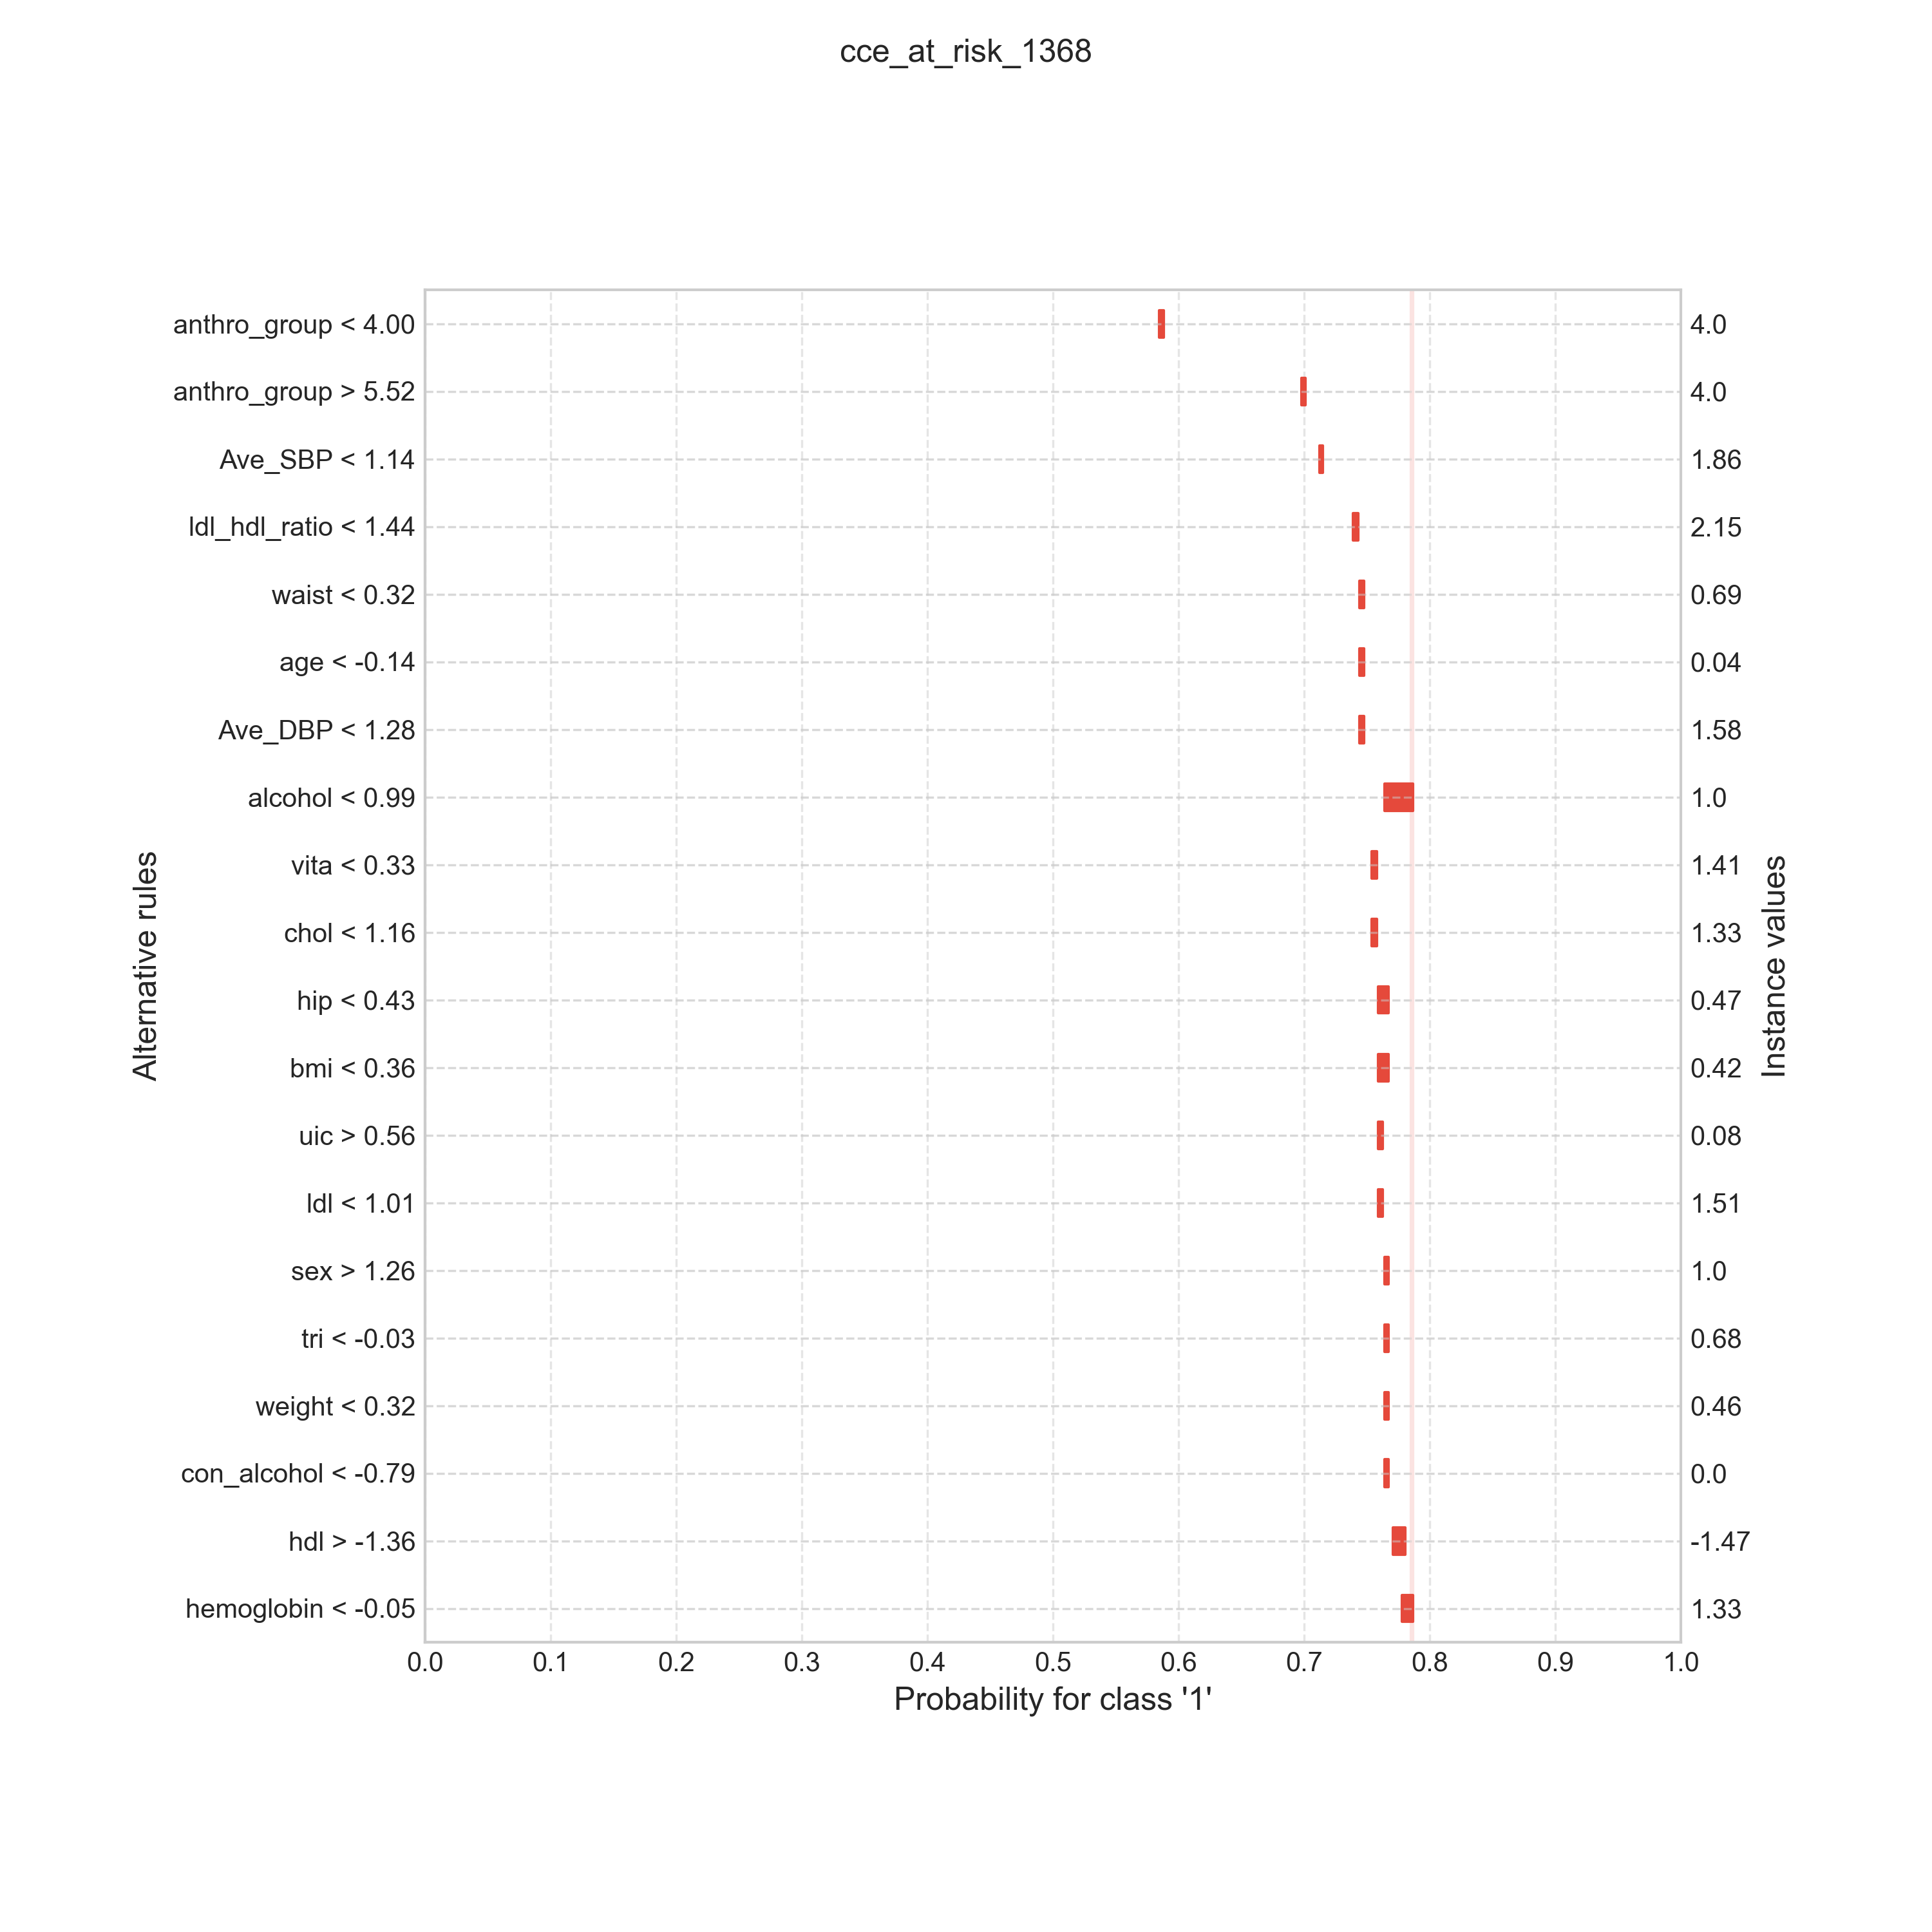 cce_at_risk_1368
anthro_group < 4.00 4.0
anthro_group > 5.52 4.0
Ave_SBP < 1.14 1.86
ldl_hdl_ratio < 1.44 2.15
waist < 0.32 0.69
age < -0.14 0.04
Ave_DBP < 1.28 1.58
alcohol < 0.99 1.0
vita < 0.33 1.41
chol < 1.16 1.33
hip < 0.43 0.47
bmi < 0.36 0.42
uic > 0.56 0.08
ldl < 1.01 1.51
sex > 1.26 1.0
tri < -0.03 0.68
weight < 0.32 0.46
con_alcohol < -0.79 0.0
hdl > -1.36 -1.47
hemoglobin < -0.05 1.33
Alternative rules
Instance values
0.0 0.1 0.2 0.3 0.4 0.5 0.6 0.7 0.8 0.9 1.0
Probability for class '1'